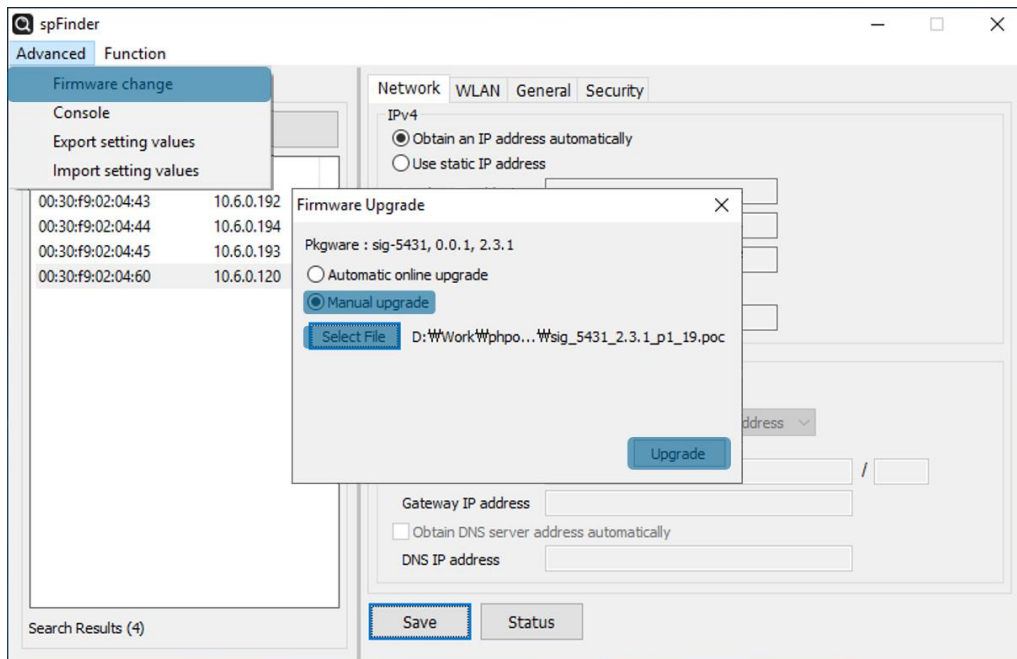 spFinder
Advanced Function
Firmware change
Console
Export setting values
Import setting values
00:30:f9:02:04:43 10.6.0.192
00:30:f9:02:04:44 10.6.0.194
00:30:f9:02:04:45 10.6.0.193
00:30:f9:02:04:60 10.6.0.120
Search Results (4)
Network WLAN General Security
IPv4
Obtain an IP address automatically
Use static IP address
Firmware Upgrade
Pkgware : sig-5431, 0.0.1, 2.3.1
Automatic online upgrade
Manual upgrade
Select File D:₩Work₩phpo...₩sig_5431_2.3.1_p1_19.poc
Upgrade
ddress
/
Gateway IP address
Obtain DNS server address automatically
DNS IP address
Save Status